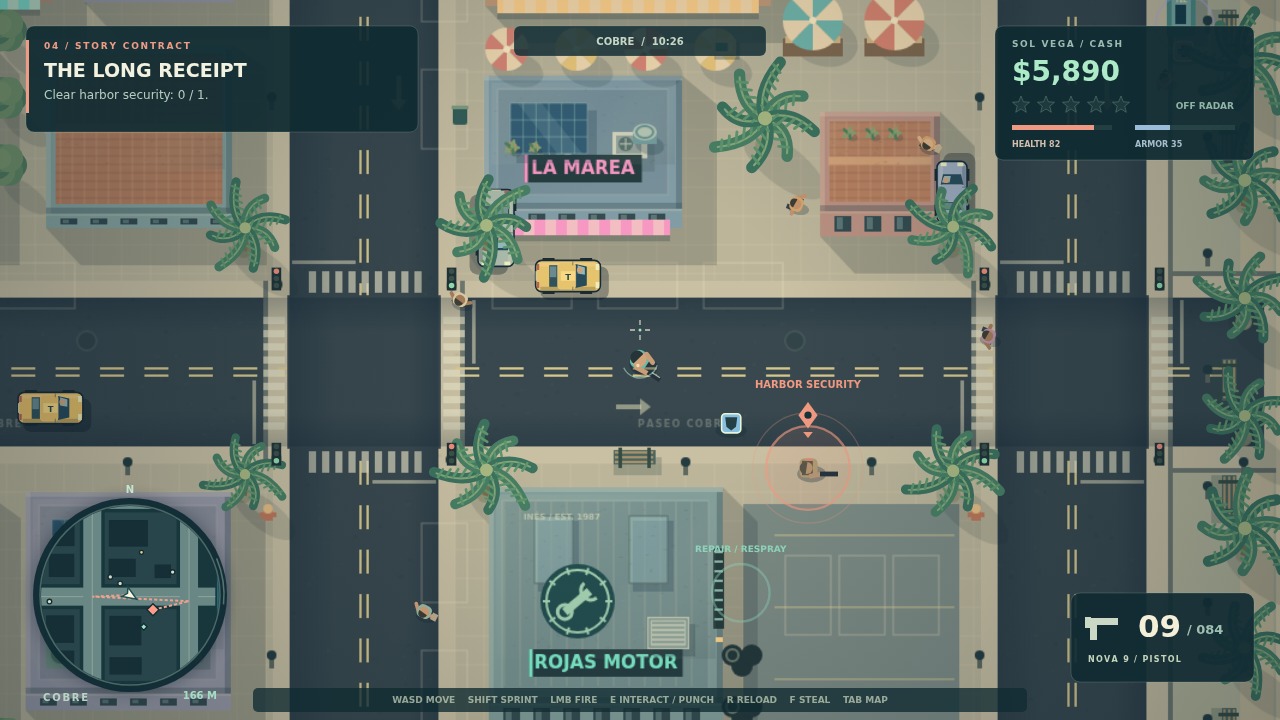 04 / STORY CONTRACT
THE LONG RECEIPT
Clear harbor security: 0 / 1.
COBRE / 10:26
SOL VEGA / CASH
$5,890
OFF RADAR
HEALTH 82
ARMOR 35
LA MAREA
T
HARBOR SECURITY
T
PASEO COBR
INES / EST. 1987
REPAIR / RESPRAY
ROJAS MOTOR
N
COBRE
166 M
09 / 084
NOVA 9 / PISTOL
WASD MOVE SHIFT SPRINT LMB FIRE E INTERACT / PUNCH R RELOAD F STEAL TAB MAP